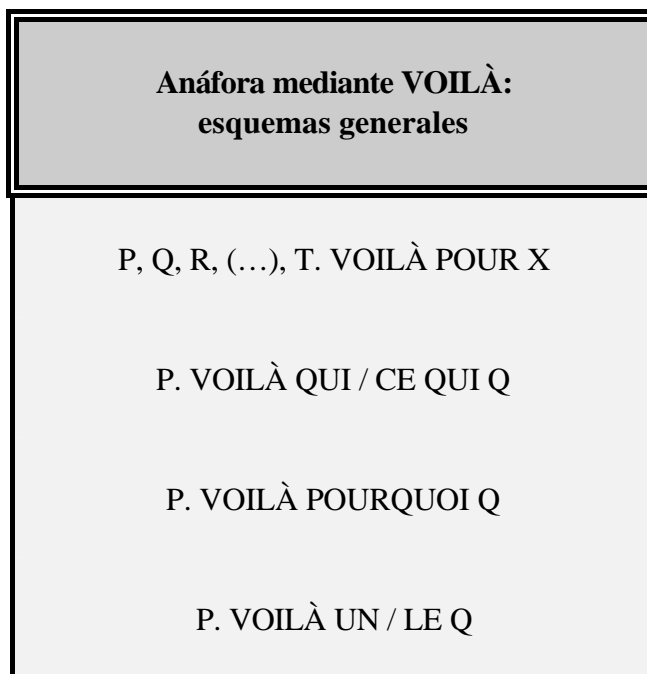 Anáfora mediante VOILÀ:
esquemas generales
P, Q, R, (…), T. VOILÀ POUR X
P. VOILÀ QUI / CE QUI Q
P. VOILÀ POURQUOI Q
P. VOILÀ UN / LE Q